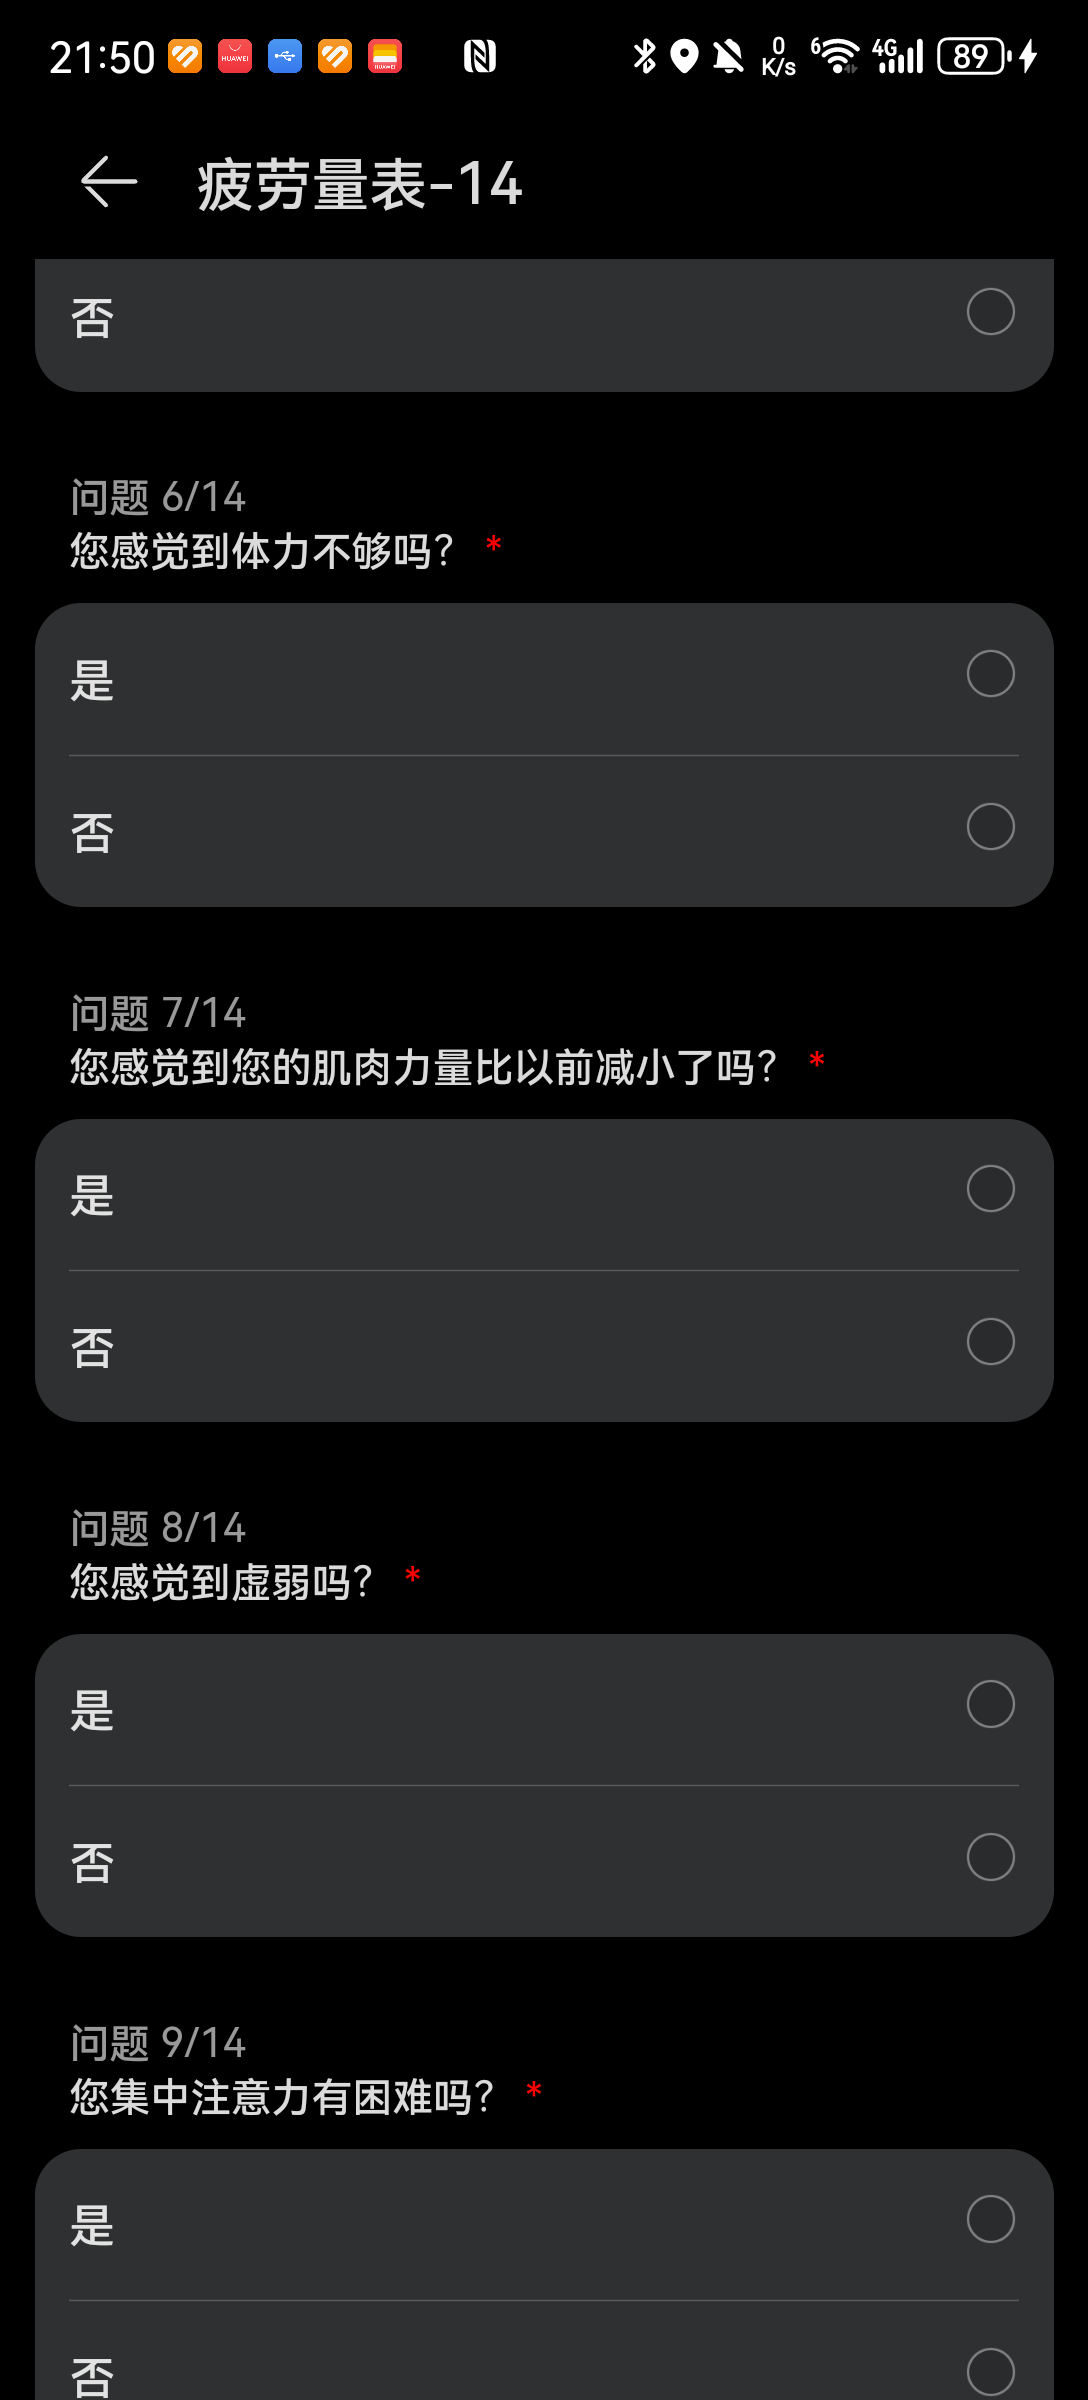 21:50
HUAWEI
0 K/s
6
4G
89
疲劳量表-14
否
问题 6/14
您感觉到体力不够吗? *
是
否
问题 7/14
您感觉到您的肌肉力量比以前减小了吗? *
是
否
问题 8/14
您感觉到虚弱吗? *
是
否
问题 9/14
您集中注意力有困难吗? *
是
否